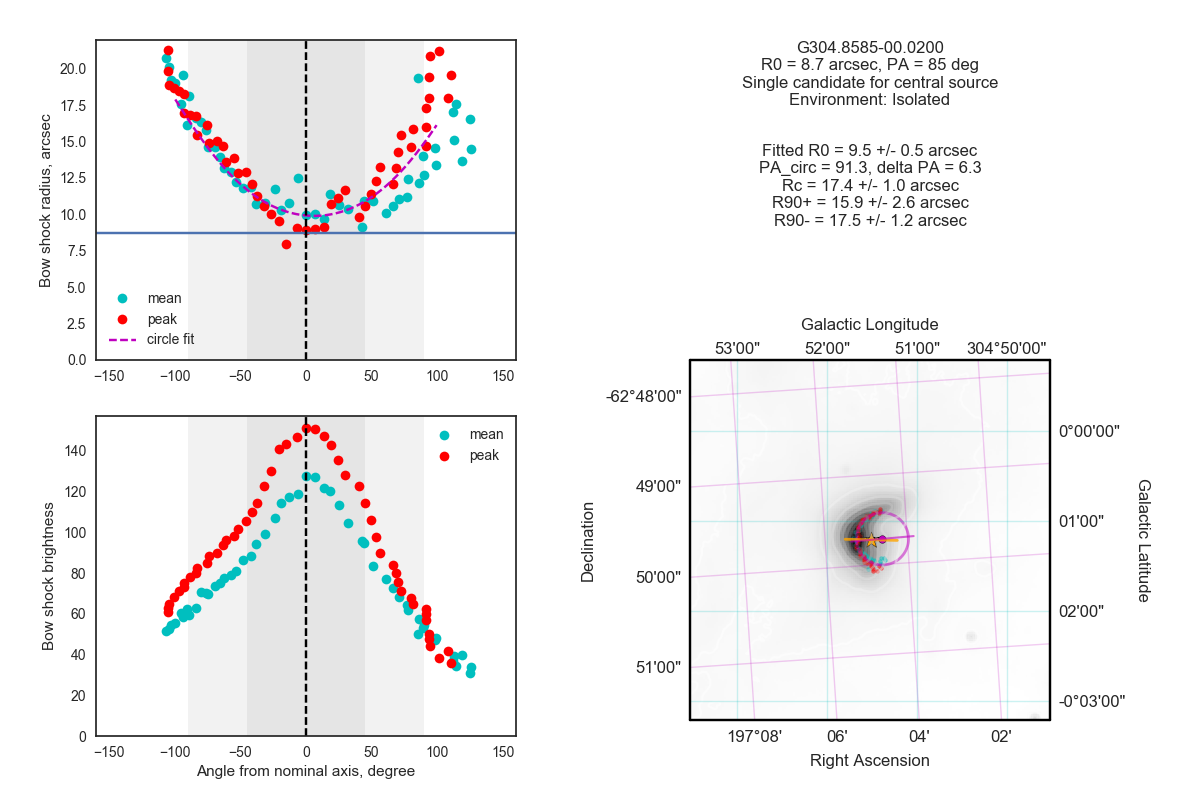 20.0
17.5
15.0
12.5
10.0
7.5
5.0
2.5
0.0
Bow shock radius, arcsec
mean
peak
circle fit
−150 −100 −50 0 50 100 150
140
120
100
80
60
40
20
0
Bow shock brightness
mean
peak
−150 −100 −50 0 50 100 150
Angle from nominal axis, degree
G304.8585-00.0200
R0 = 8.7 arcsec, PA = 85 deg
Single candidate for central source
Environment: Isolated
Fitted R0 = 9.5 +/- 0.5 arcsec
PA_circ = 91.3, delta PA = 6.3
Rc = 17.4 +/- 1.0 arcsec
R90+ = 15.9 +/- 2.6 arcsec
R90- = 17.5 +/- 1.2 arcsec
Galactic Longitude
53'00" 52'00" 51'00" 304°50'00"
-62°48'00"
49'00"
50'00"
51'00"
Declination
0°00'00"
01'00"
02'00"
-0°03'00"
Galactic Latitude
197°08' 06' 04' 02'
Right Ascension